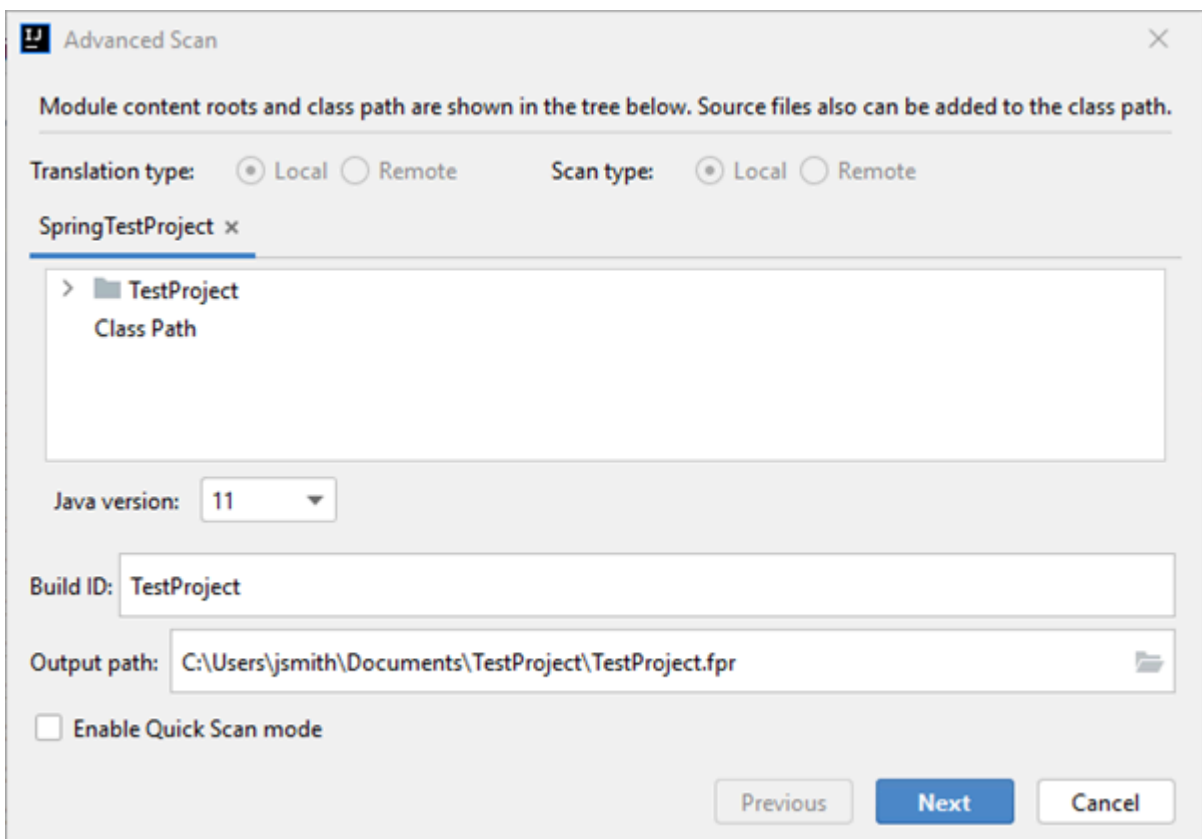 IJ Advanced Scan
Module content roots and class path are shown in the tree below. Source files also can be added to the class path.
Translation type: Local Remote Scan type: Local Remote
SpringTestProject ×
TestProject
Class Path
Java version: 11
Build ID: TestProject
Output path: C:\Users\jsmith\Documents\TestProject\TestProject.fpr
Enable Quick Scan mode
Previous Next Cancel